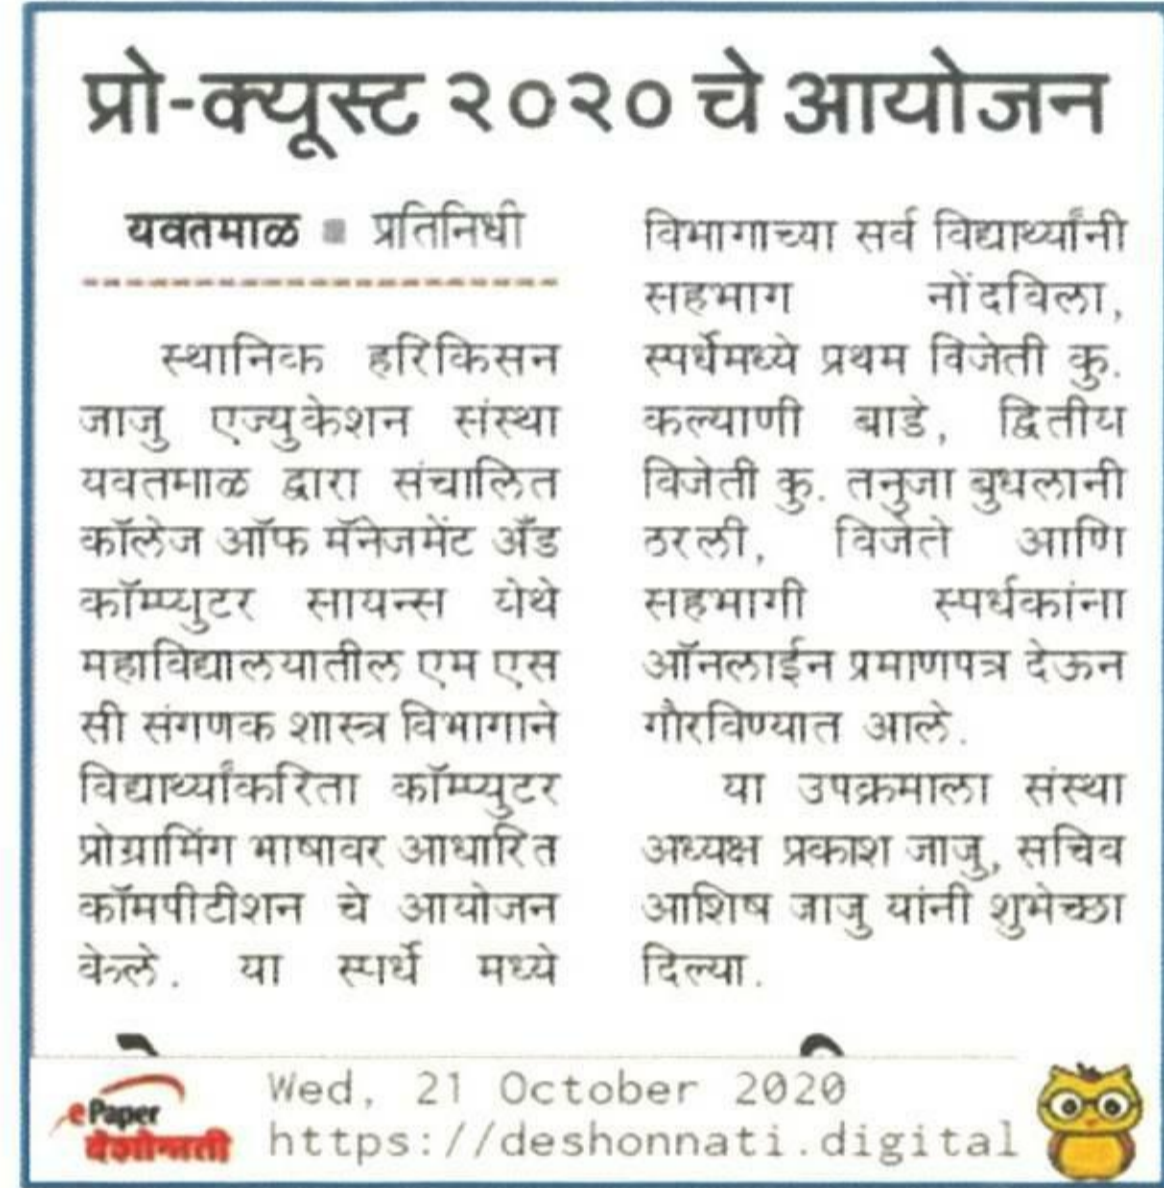 प्रो-क्यूस्ट २०२० चे आयोजन
यवतमाळ ■ प्रतिनिधी
स्थानिक हरिकिसन
जाजु एज्युकेशन संस्था
यवतमाळ द्वारा संचालित
कॉलेज ऑफ मॅनेजमेंट अँड
कॉम्प्युटर सायन्स येथे
महाविद्यालयातील एम एस
सी संगणक शास्त्र विभागाने
विद्यार्थ्यांकरिता कॉम्प्युटर
प्रोग्रामिंग भाषावर आधारित
कॉमपीटीशन चे आयोजन
केले. या स्पर्धे मध्ये
विभागाच्या सर्व विद्यार्थ्यांनी
सहभाग नोंदविला,
स्पर्धेमध्ये प्रथम विजेती कु.
कल्याणी बाडे, द्वितीय
विजेती कु. तनुजा बुधलानी
ठरली, विजेते आणि
सहभागी स्पर्धकांना
ऑनलाईन प्रमाणपत्र देऊन
गौरविण्यात आले.
या उपक्रमाला संस्था
अध्यक्ष प्रकाश जाजु, सचिव
आशिष जाजु यांनी शुभेच्छा
दिल्या.
ePaper
देशोन्नती
Wed, 21 October 2020
https://deshonnati.digital